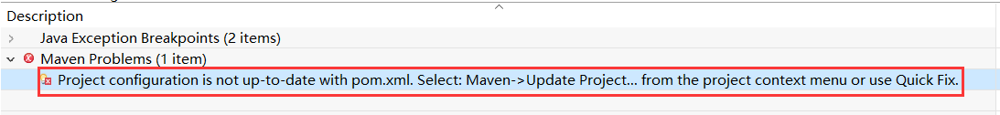 Description
Java Exception Breakpoints (2 items)
Maven Problems (1 item)
Project configuration is not up-to-date with pom.xml. Select: Maven->Update Project... from the project context menu or use Quick Fix.